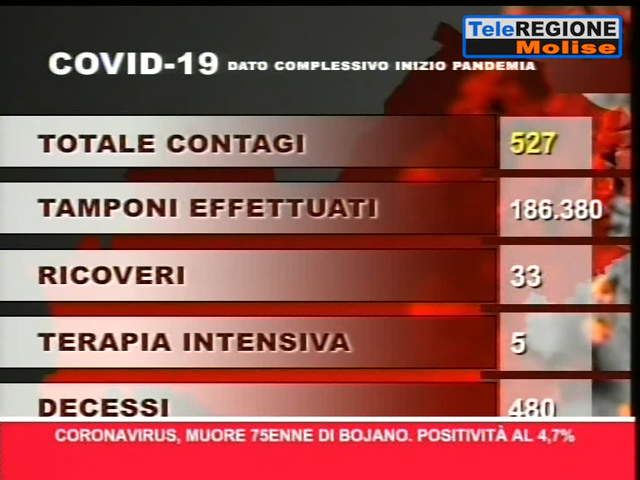 TeleREGIONE
Molise
COVID-19 DATO COMPLESSIVO INIZIO PANDEMIA
TOTALE CONTAGI 527
TAMPONI EFFETTUATI 186.380
RICOVERI 33
TERAPIA INTENSIVA 5
DECESSI 480
CORONAVIRUS, MUORE 75ENNE DI BOJANO. POSITIVITÀ AL 4,7%